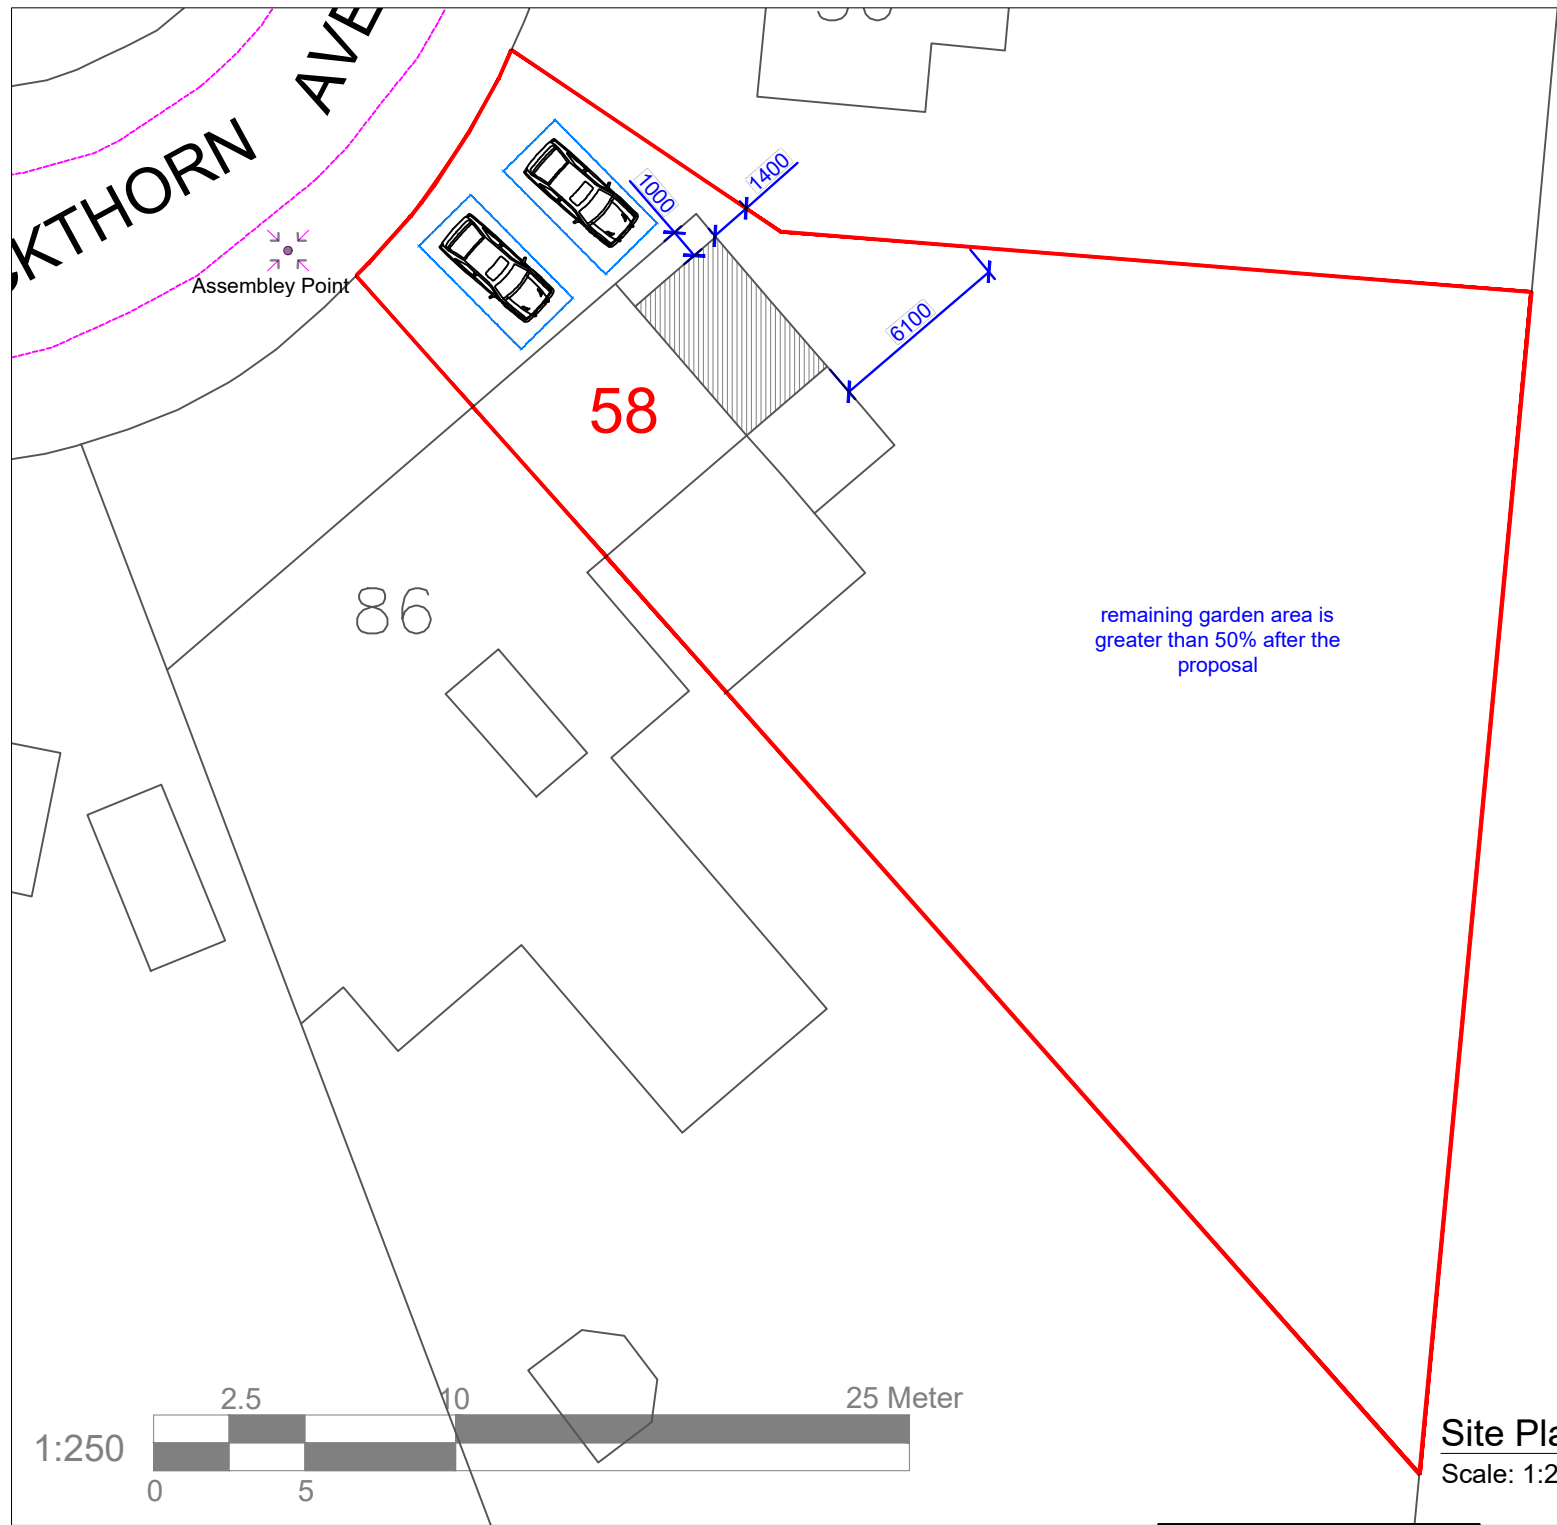 AVE
CKTHORN
1000
1400
Assembley Point
6100
58
86
remaining garden area is
greater than 50% after the
proposal
2.5 10 25 Meter
1:250
0 5
Site Pla
Scale: 1:2